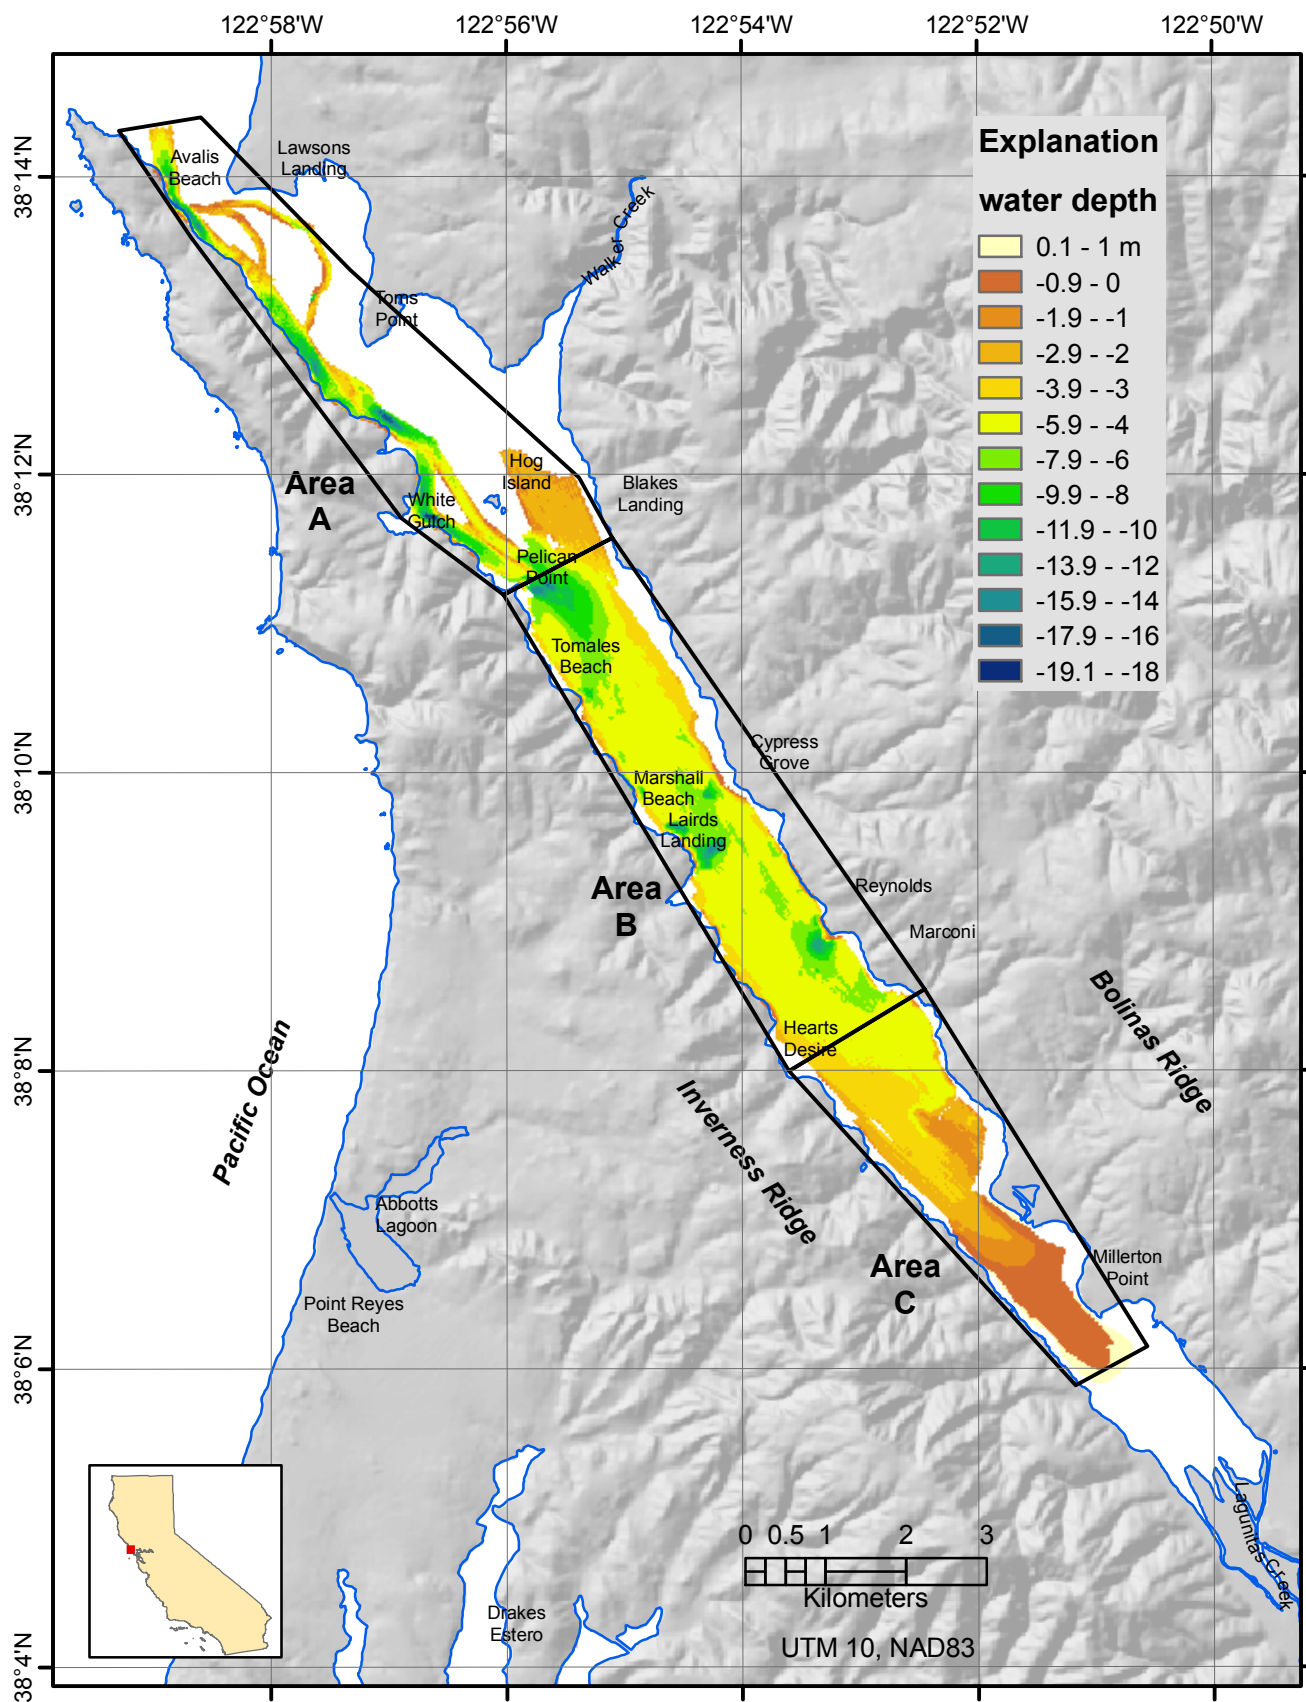 122°58'W
122°56'W
122°54'W
122°52'W
122°50'W
38°14'N
38°12'N
38°10'N
38°8'N
38°6'N
38°4'N
Explanation
water depth
0.1 - 1 m
-0.9 - 0
-1.9 - -1
-2.9 - -2
-3.9 - -3
-5.9 - -4
-7.9 - -6
-9.9 - -8
-11.9 - -10
-13.9 - -12
-15.9 - -14
-17.9 - -16
-19.1 - -18
Avalis
Beach
Lawsons
Landing
Walker Creek
Toms
Point
Hog
Island
Blakes
Landing
Area
A
White
Gulch
Pelican
Point
Tomales
Beach
Cypress
Grove
Marshall
Beach
Lairds
Landing
Area
B
Reynolds
Marconi
Bolinas Ridge
Hearts
Desire
Pacific Ocean
Inverness Ridge
Abbotts
Lagoon
Area
C
Millerton
Point
Point Reyes
Beach
Lagunitas Creek
Drakes
Estero
0 0.5 1 2 3
Kilometers
UTM 10, NAD83